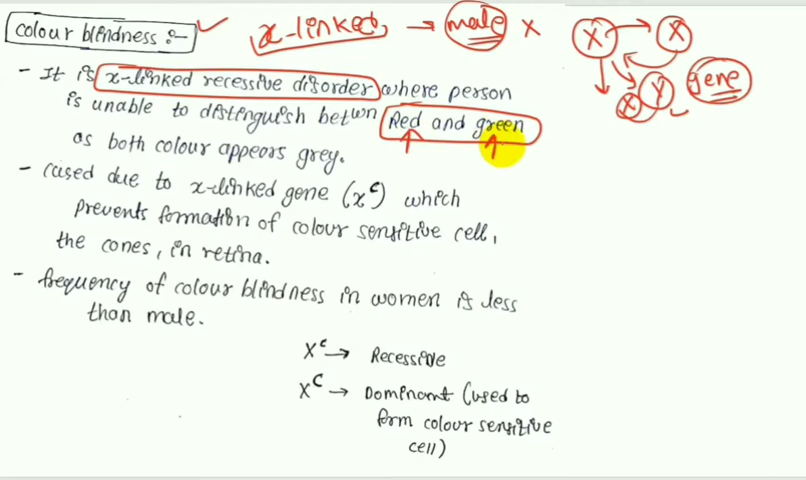 colour blindness :-
x-linked → male x
X X
X Y gene
- It is x-linked recessive disorder where person
is unable to distinguish betwn Red and green
as both colour appears grey.
- Cased due to x-linked gene (xᶜ) which
prevents formation of colour sensitive cell,
the cones, in retina.
- frequency of colour blindness in women is less
than male.
Xᶜ → Recessive
X^C → Dominant (used to
form colour sensitive
cell)